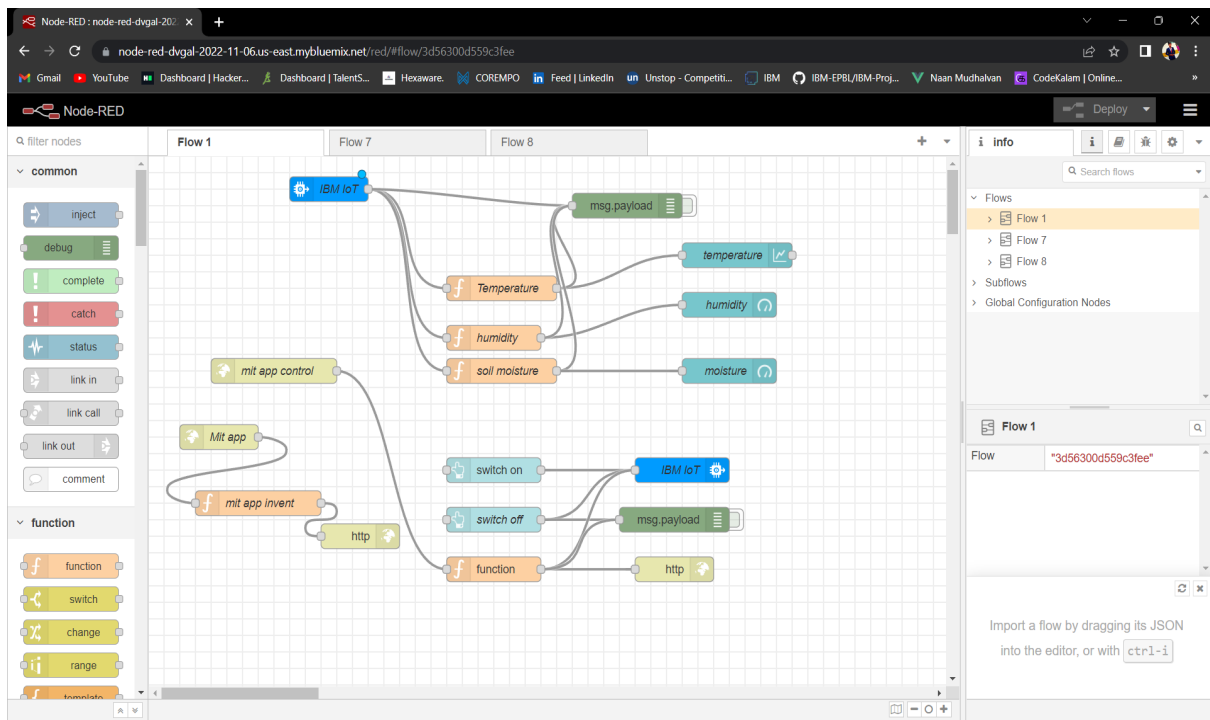 Node-RED : node-red-dvgal-202
node-red-dvgal-2022-11-06.us-east.mybluemix.net/red/#flow/3d56300d559c3fee
Gmail YouTube Dashboard | Hacker... Dashboard | TalentS... Hexaware. COREMPO Feed | LinkedIn Unstop - Competiti... IBM IBM-EPBL/IBM-Proj... Naan Mudhalvan CodeKalam | Online... »
Node-RED Deploy
filter nodes
Flow 1 Flow 7 Flow 8
common
inject
debug
complete
catch
status
link in
link call
link out
comment
function
function
switch
change
range
template
IBM IoT
msg.payload
temperature
Temperature
humidity
humidity
mit app control
soil moisture
moisture
Mit app
switch on
IBM IoT
mit app invent
switch off
msg.payload
http
function
http
i info
Search flows
Flows
Flow 1
Flow 7
Flow 8
Subflows
Global Configuration Nodes
Flow 1
Flow "3d56300d559c3fee"
Import a flow by dragging its JSON
into the editor, or with ctrl-i